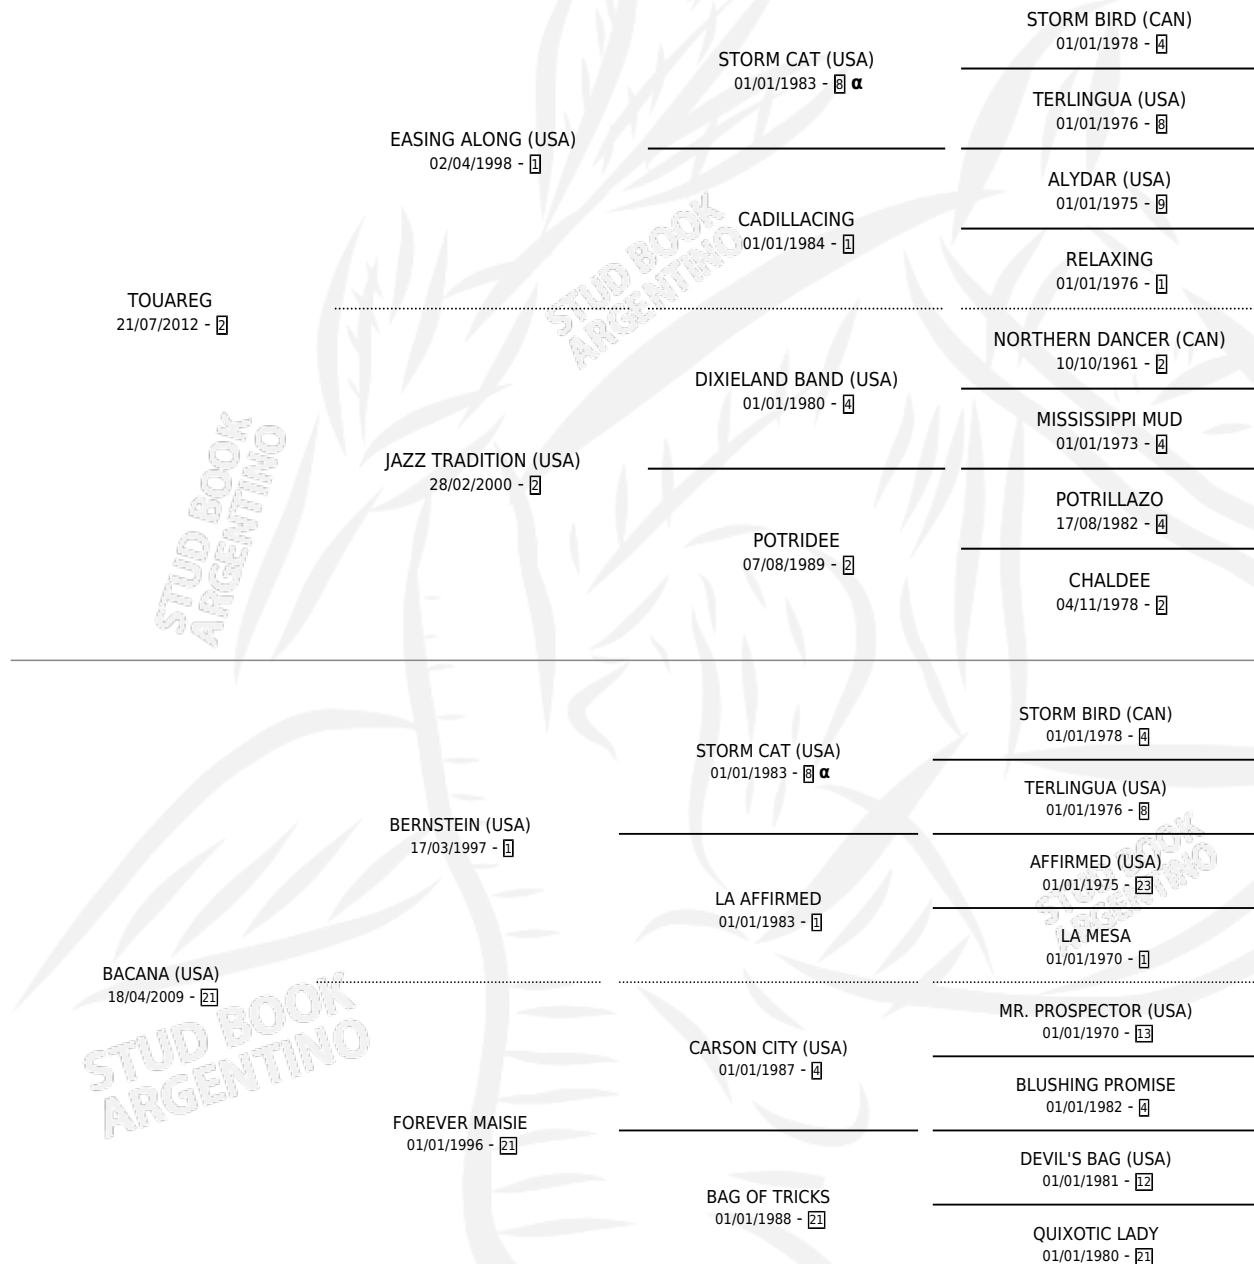 STORM BIRD (CAN)
01/01/1978 - 4
STORM CAT (USA)
01/01/1983 - 8 α
TERLINGUA (USA)
01/01/1976 - 8
EASING ALONG (USA)
02/04/1998 - 1
ALYDAR (USA)
01/01/1975 - 9
CADILLACING
01/01/1984 - 1
RELAXING
01/01/1976 - 1
TOUAREG
21/07/2012 - 2
NORTHERN DANCER (CAN)
10/10/1961 - 2
DIXIELAND BAND (USA)
01/01/1980 - 4
MISSISSIPPI MUD
01/01/1973 - 4
JAZZ TRADITION (USA)
28/02/2000 - 2
POTRILLAZO
17/08/1982 - 4
POTRIDEE
07/08/1989 - 2
CHALDEE
04/11/1978 - 2
STUD BOOK
ARGENTINO
STUD BOOK
ARGENTINO
STORM BIRD (CAN)
01/01/1978 - 4
STORM CAT (USA)
01/01/1983 - 8 α
TERLINGUA (USA)
01/01/1976 - 8
BERNSTEIN (USA)
17/03/1997 - 1
AFFIRMED (USA)
01/01/1975 - 23
LA AFFIRMED
01/01/1983 - 1
LA MESA
01/01/1970 - 1
BACANA (USA)
18/04/2009 - 21
MR. PROSPECTOR (USA)
01/01/1970 - 13
CARSON CITY (USA)
01/01/1987 - 4
BLUSHING PROMISE
01/01/1982 - 4
FOREVER MAISIE
01/01/1996 - 21
DEVIL'S BAG (USA)
01/01/1981 - 12
BAG OF TRICKS
01/01/1988 - 21
QUIXOTIC LADY
01/01/1980 - 21
STUD BOOK
ARGENTINO
STUD BOOK
ARGENTINO